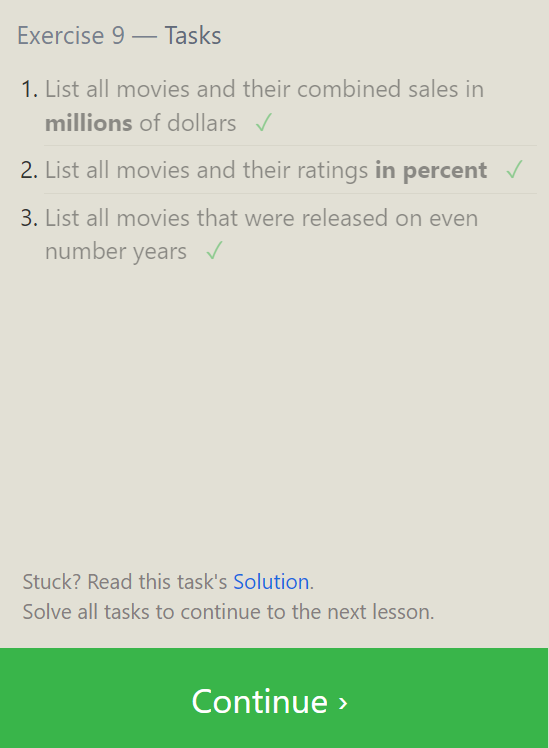 Exercise 9 — Tasks
1. List all movies and their combined sales in
millions of dollars ✓
2. List all movies and their ratings in percent ✓
3. List all movies that were released on even
number years ✓
Stuck? Read this task's Solution.
Solve all tasks to continue to the next lesson.
Continue ›